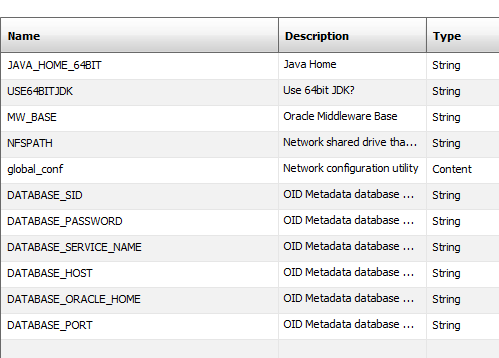 Name Description Type
JAVA_HOME_64BIT Java Home String
USE64BITJDK Use 64bit JDK? String
MW_BASE Oracle Middleware Base String
NFSPATH Network shared drive tha... String
global_conf Network configuration utility Content
DATABASE_SID OID Metadata database ... String
DATABASE_PASSWORD OID Metadata database ... String
DATABASE_SERVICE_NAME OID Metadata database ... String
DATABASE_HOST OID Metadata database ... String
DATABASE_ORACLE_HOME OID Metadata database ... String
DATABASE_PORT OID Metadata database ... String